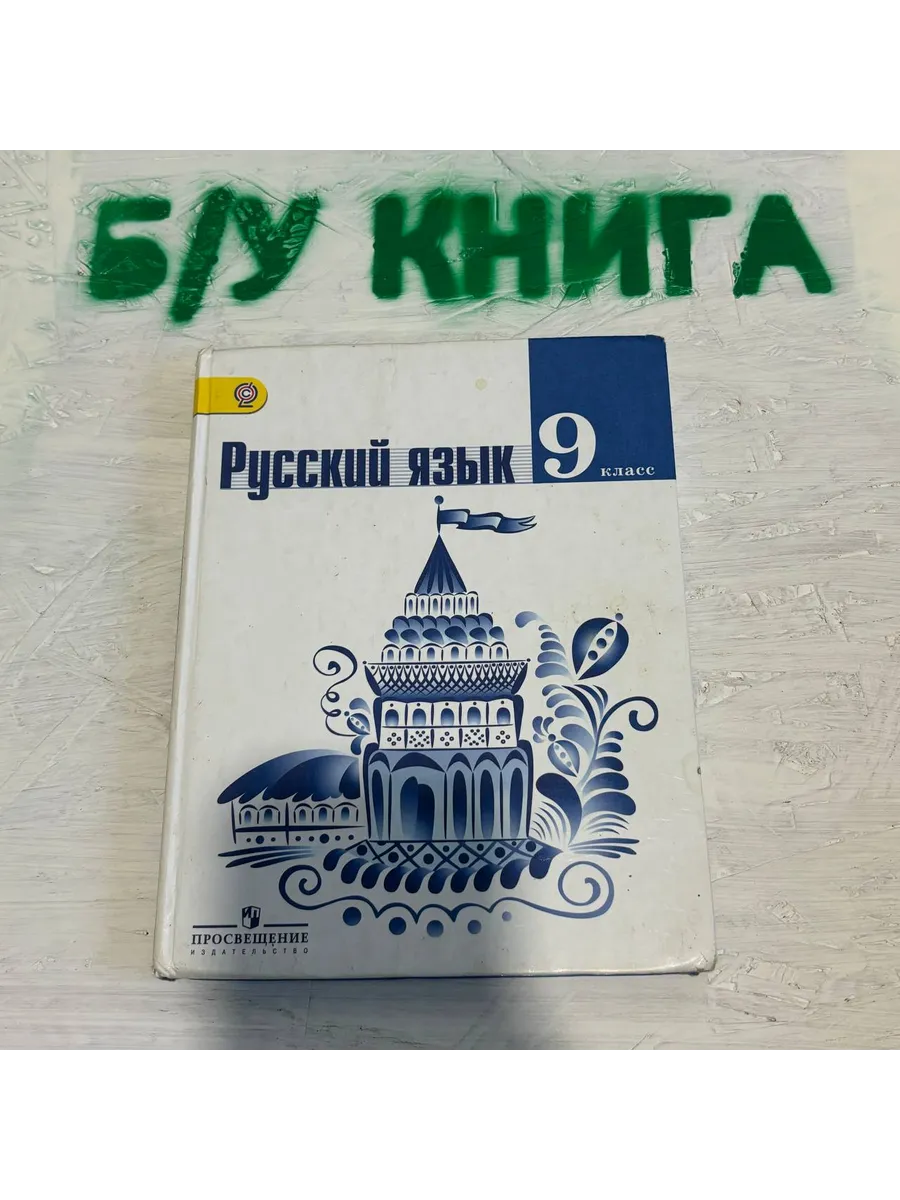 Б/У КНИГА
Русский язык 9
класс
ПРОСВЕЩЕНИЕ
ИЗДАТЕЛЬСТВО